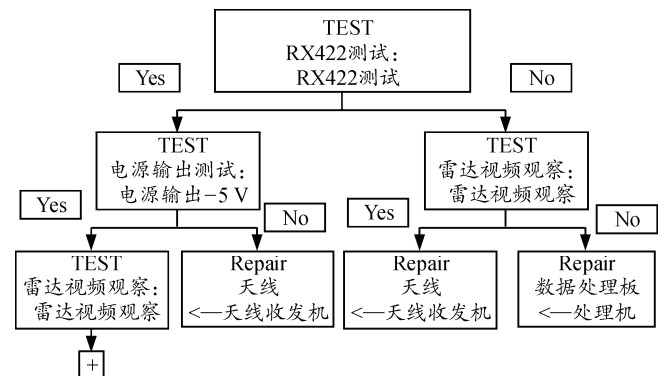 TEST
RX422测试：
RX422测试
Yes
No
TEST
电源输出测试：
电源输出−5 V
TEST
雷达视频观察：
雷达视频观察
Yes
No
Yes
No
TEST
雷达视频观察：
雷达视频观察
Repair
天线
<—天线收发机
Repair
天线
<—天线收发机
Repair
数据处理板
<—处理机
+